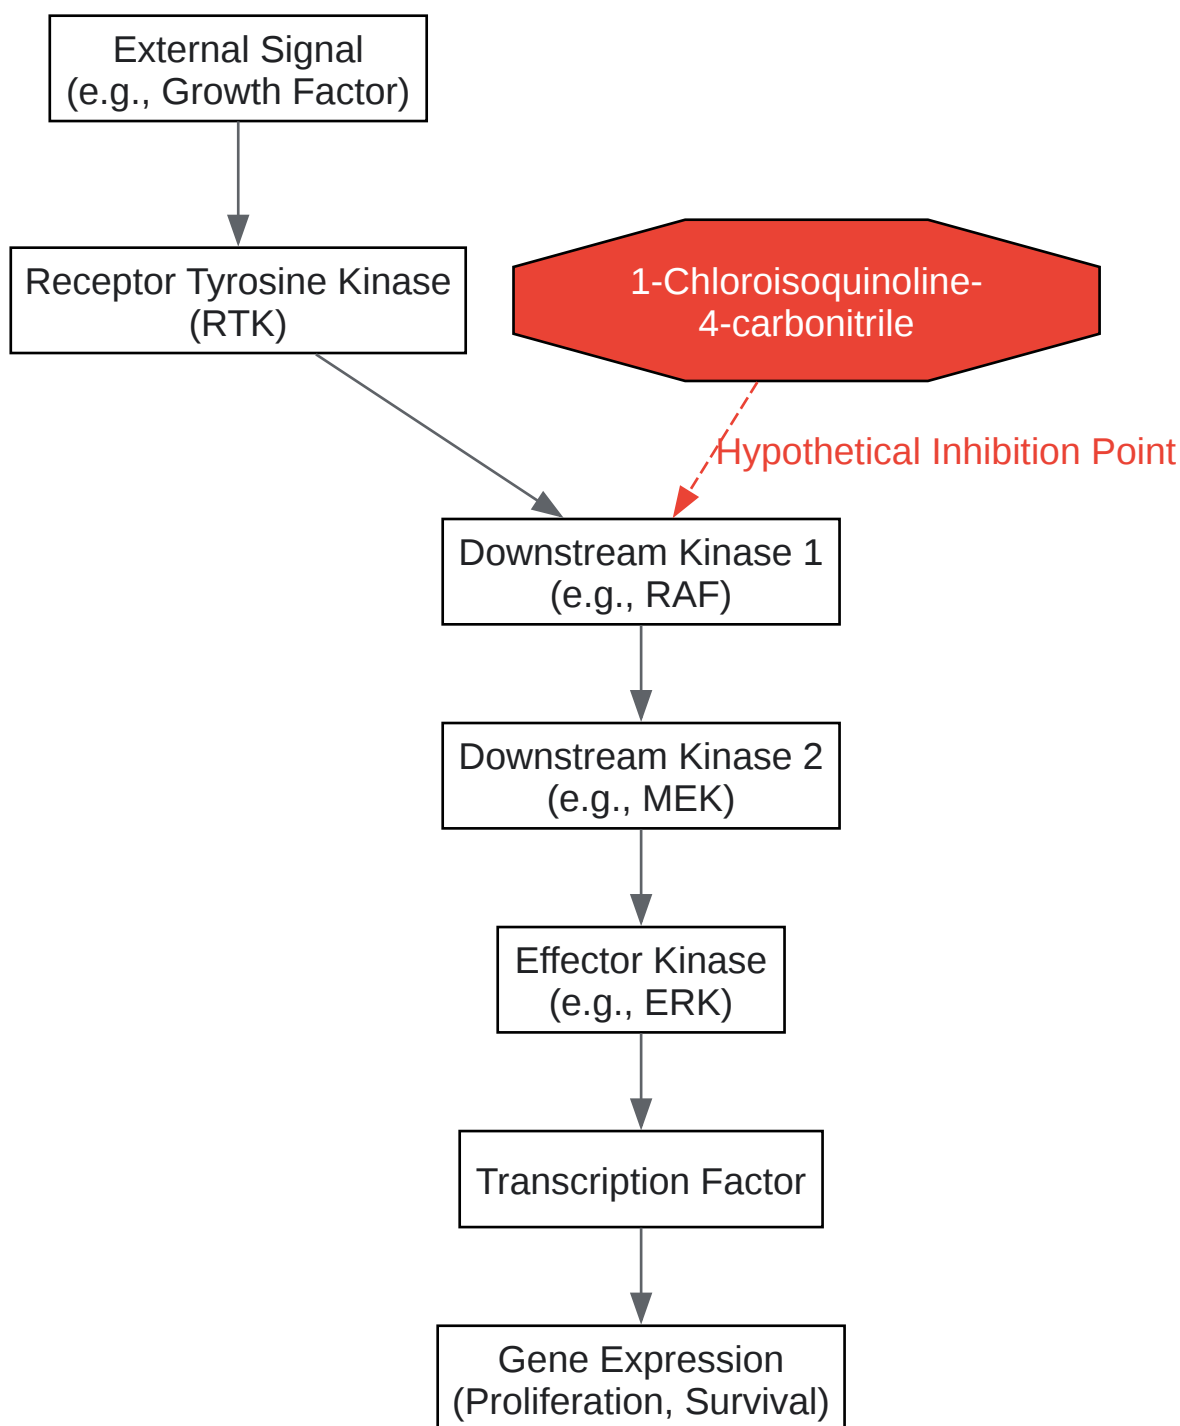 External Signal
(e.g., Growth Factor)
Receptor Tyrosine Kinase
(RTK)
1-Chloroisoquinoline-
4-carbonitrile
Hypothetical Inhibition Point
Downstream Kinase 1
(e.g., RAF)
Downstream Kinase 2
(e.g., MEK)
Effector Kinase
(e.g., ERK)
Transcription Factor
Gene Expression
(Proliferation, Survival)